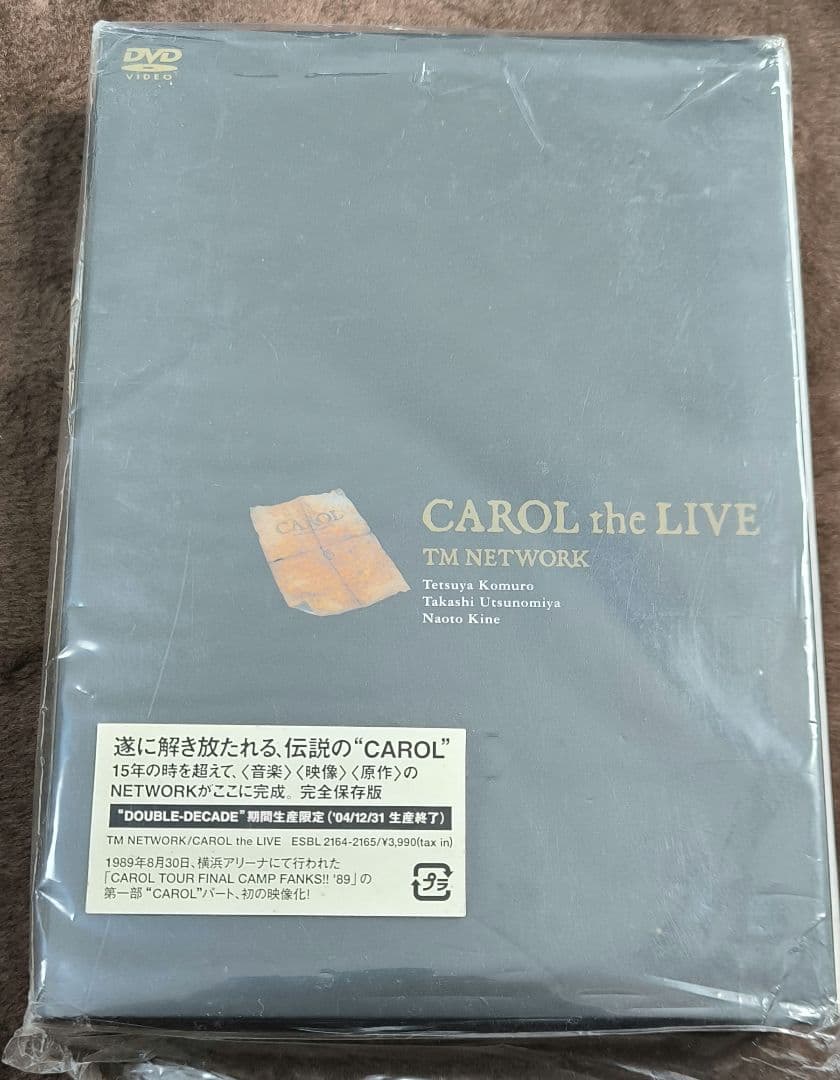 DVD
VIDEO
CAROL
CAROL the LIVE
TM NETWORK
Tetsuya Komuro
Takashi Utsunomiya
Naoto Kine
遂に解き放たれる、伝説の“CAROL”
15年の時を超えて、〈音楽〉〈映像〉〈原作〉の
NETWORKがここに完成。完全保存版
“DOUBLE-DECADE”期間生産限定（'04/12/31 生産終了）
TM NETWORK/CAROL the LIVE ESBL 2164-2165/¥3,990(tax in)
1989年8月30日、横浜アリーナにて行われた
「CAROL TOUR FINAL CAMP FANKS!! '89」の
第一部“CAROL”パート、初の映像化!
プラ